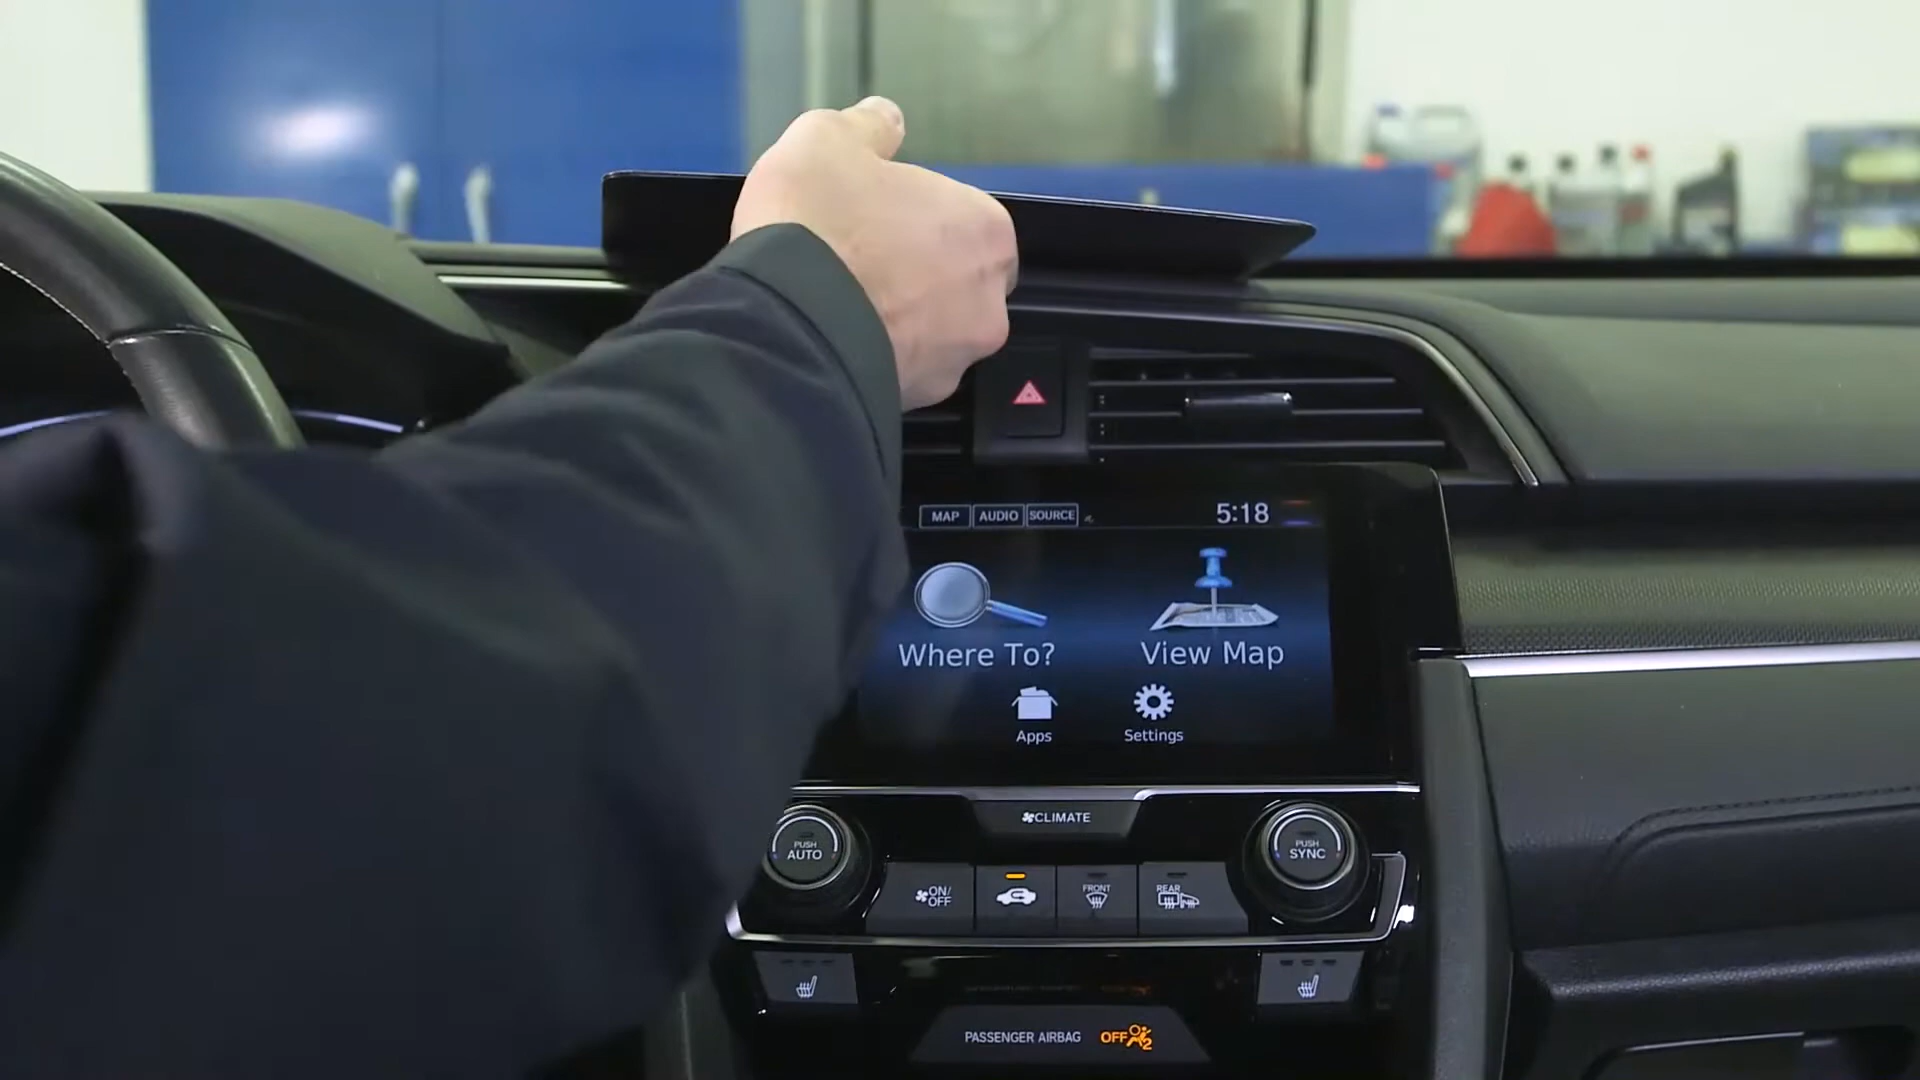 MAP AUDIO SOURCE 5:18
Where To? View Map
Apps Settings
CLIMATE
PUSH
AUTO
PUSH
SYNC
ON/
OFF
FRONT
REAR
PASSENGER AIRBAG OFF 2